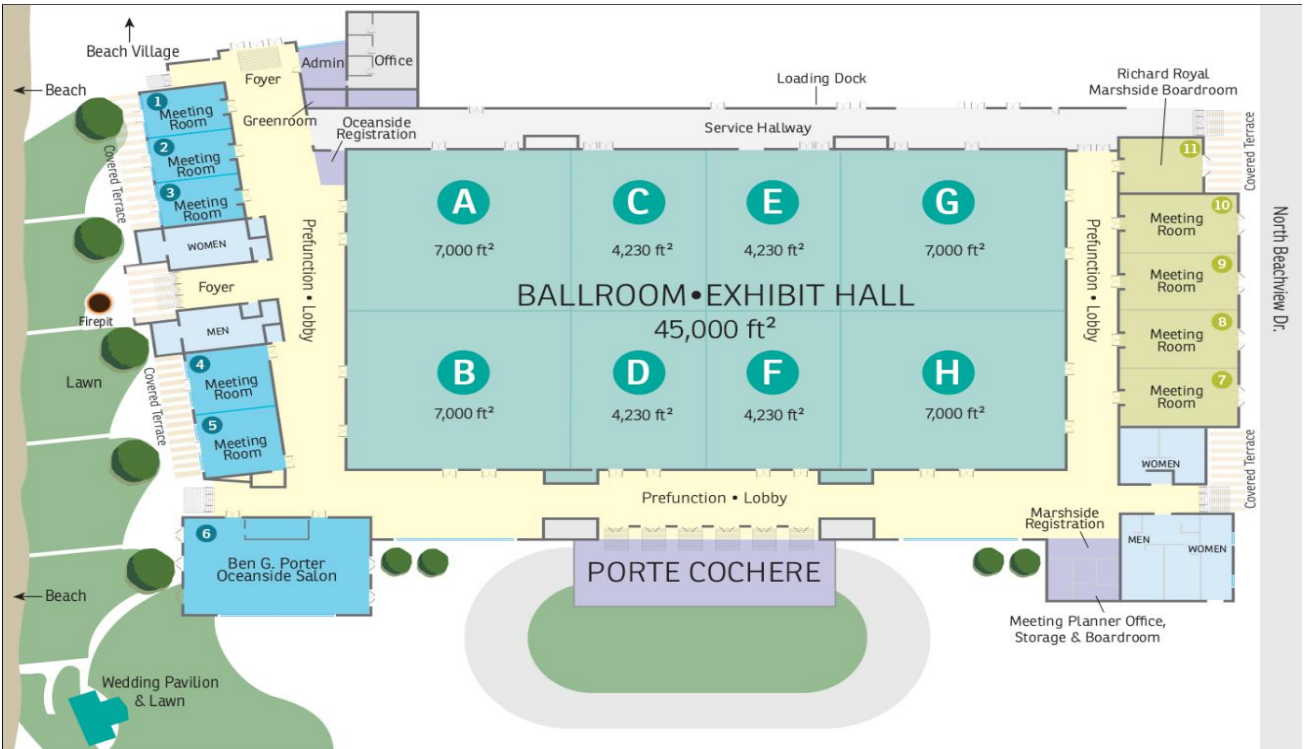 Beach Village
Beach
Foyer
Admin
Office
Greenroom
Oceanside
Registration
Loading Dock
Service Hallway
Richard Royal
Marshside Boardroom
Covered Terrace
1
Meeting
Room
2
Meeting
Room
3
Meeting
Room
Covered Terrace
WOMEN
Foyer
Firepit
MEN
Lawn
4
Meeting
Room
5
Meeting
Room
Covered Terrace
Prefunction • Lobby
A
7,000 ft²
C
4,230 ft²
E
4,230 ft²
G
7,000 ft²
BALLROOM•EXHIBIT HALL
45,000 ft²
B
7,000 ft²
D
4,230 ft²
F
4,230 ft²
H
7,000 ft²
Prefunction • Lobby
11
10
Meeting
Room
9
Meeting
Room
8
Meeting
Room
7
Meeting
Room
WOMEN
Covered Terrace
North Beachview Dr.
Prefunction • Lobby
6
Ben G. Porter
Oceanside Salon
PORTE COCHERE
Marshside
Registration
MEN
WOMEN
Meeting Planner Office,
Storage & Boardroom
Beach
Wedding Pavilion
& Lawn